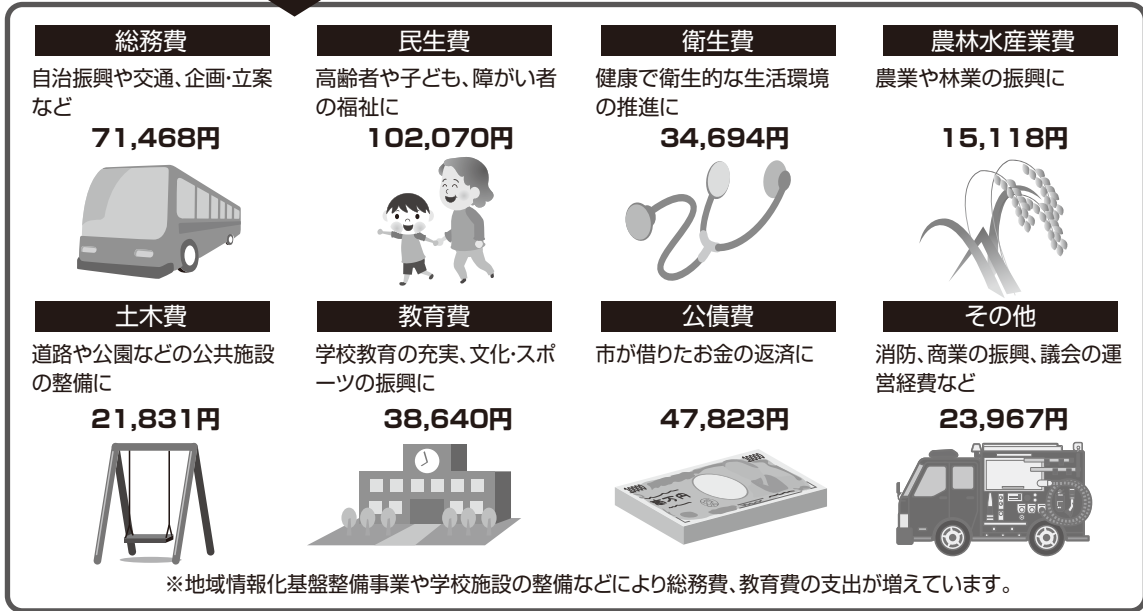 総務費
自治振興や交通、企画・立案
など
71,468円
民生費
高齢者や子ども、障がい者
の福祉に
102,070円
衛生費
健康で衛生的な生活環境
の推進に
34,694円
農林水産業費
農業や林業の振興に
15,118円
土木費
道路や公園などの公共施設
の整備に
21,831円
教育費
学校教育の充実、文化・スポ
ーツの振興に
38,640円
公債費
市が借りたお金の返済に
47,823円
10000
壱万円
10000
その他
消防、商業の振興、議会の運
営経費など
23,967円
※地域情報化基盤整備事業や学校施設の整備などにより総務費、教育費の支出が増えています。